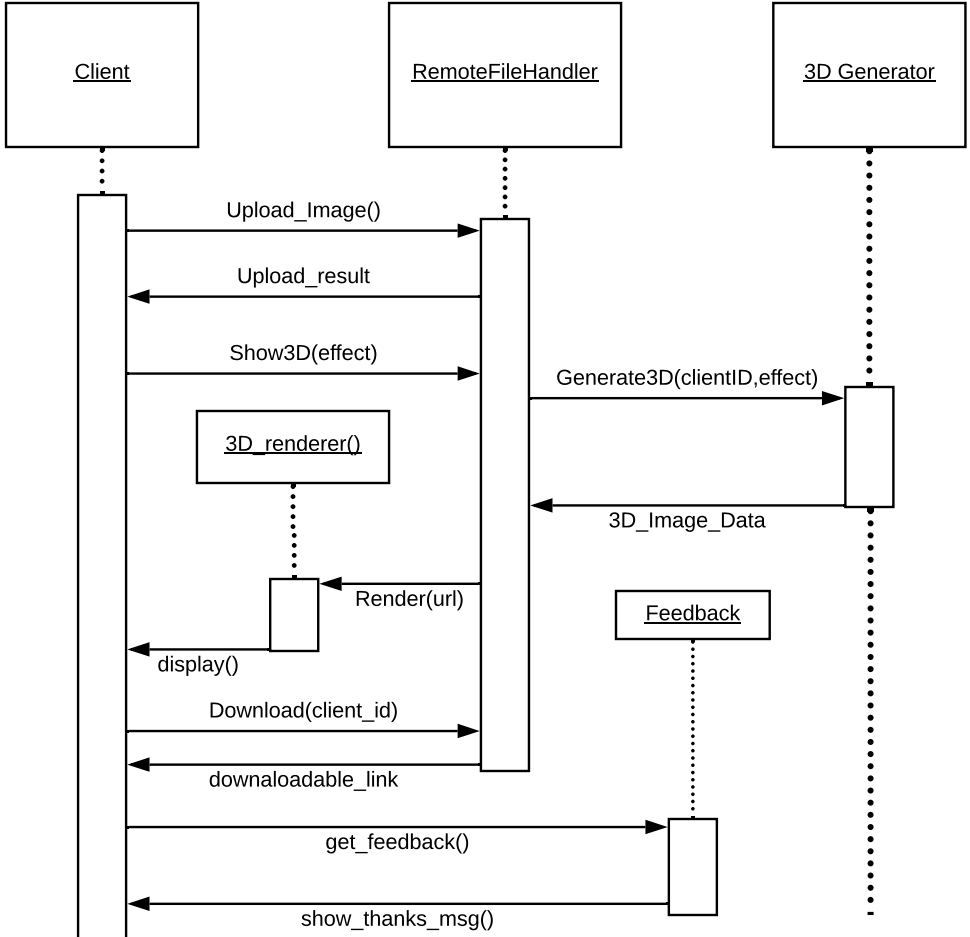 Client
RemoteFileHandler
3D Generator
Upload_Image()
Upload_result
Show3D(effect)
Generate3D(clientID,effect)
3D_renderer()
3D_Image_Data
Render(url)
Feedback
display()
Download(client_id)
downaloadable_link
get_feedback()
show_thanks_msg()